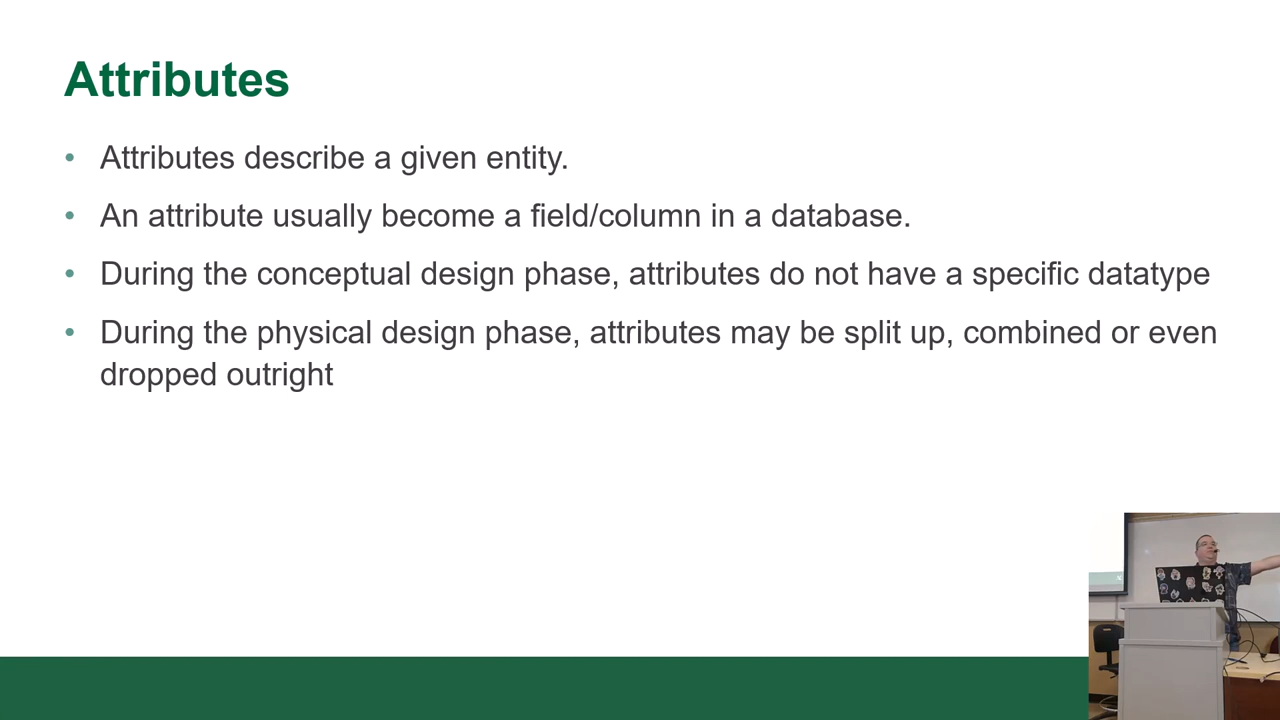 Attributes
• Attributes describe a given entity.
• An attribute usually become a field/column in a database.
• During the conceptual design phase, attributes do not have a specific datatype
• During the physical design phase, attributes may be split up, combined or even
dropped outright